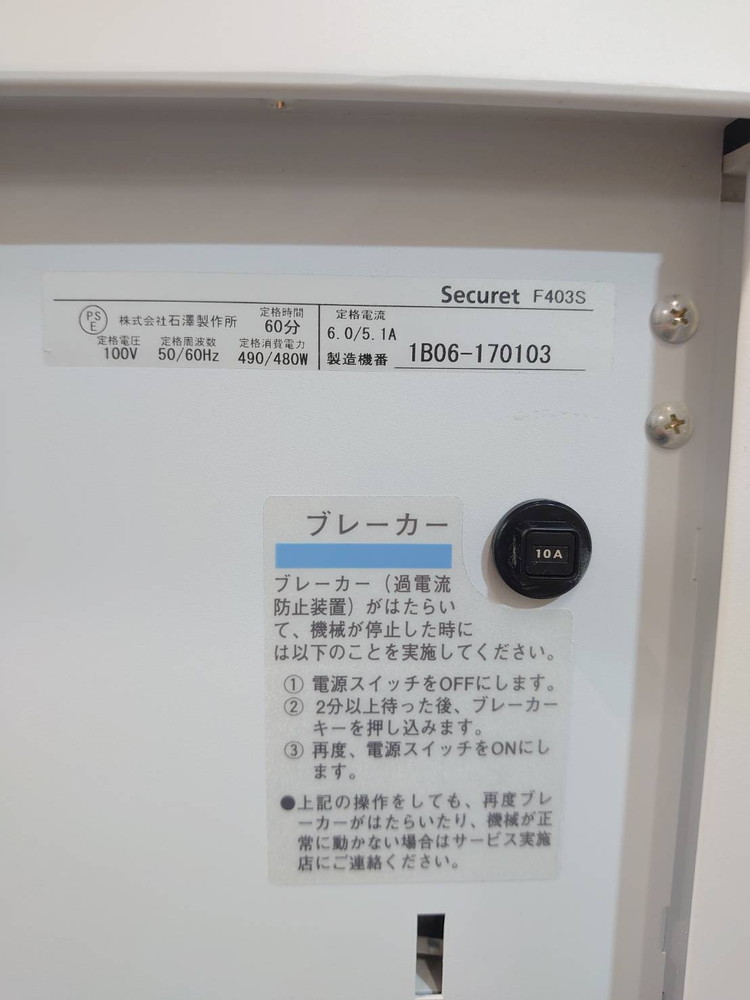 Securet F403S
PS
E
株式会社石澤製作所
定格時間
60分
定格電圧
100V
定格周波数
50/60Hz
定格消費電力
490/480W
定格電流
6.0/5.1A
製造機番 1B06-170103
ブレーカー
10A
ブレーカー（過電流
防止装置）がはたらい
て、機械が停止した時に
は以下のことを実施してください。
① 電源スイッチをOFFにします。
② 2分以上待った後、ブレーカー
キーを押し込みます。
③ 再度、電源スイッチをONにし
ます。
●上記の操作をしても、再度ブレ
ーカーがはたらいたり、機械が正
常に動かない場合はサービス実施
店にご連絡ください。